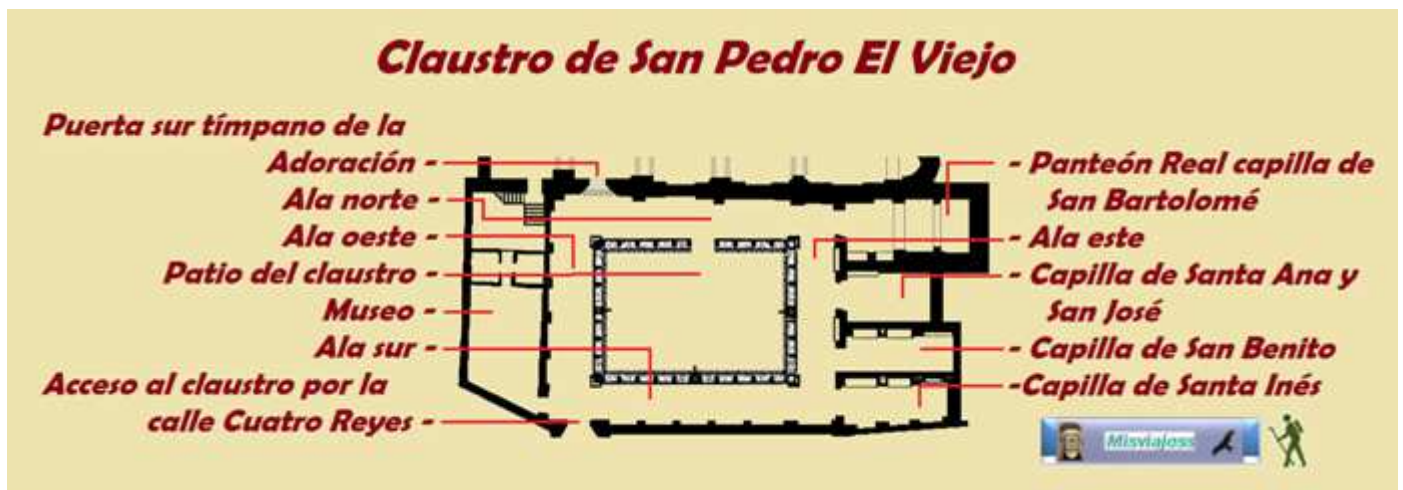 Claustro de San Pedro El Viejo
Puerta sur tímpano de la
Adoración -
Ala norte -
Ala oeste -
Patio del claustro -
Museo -
Ala sur -
Acceso al claustro por la
calle Cuatro Reyes -
- Panteón Real capilla de
San Bartolomé
- Ala este
- Capilla de Santa Ana y
San José
- Capilla de San Benito
-Capilla de Santa Inés
Misviajoss